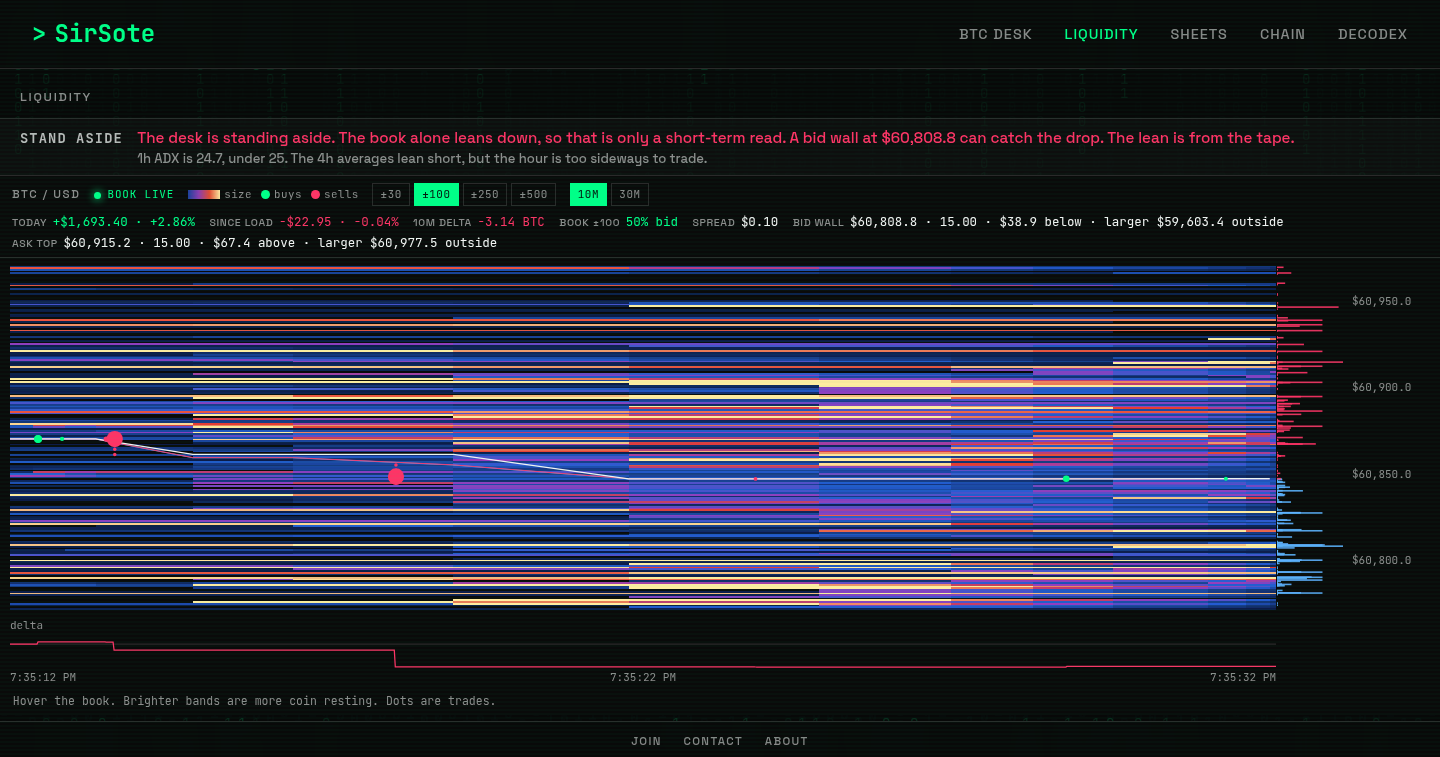 > SirSote
BTC DESK LIQUIDITY SHEETS CHAIN DECODEX
LIQUIDITY
STAND ASIDE The desk is standing aside. The book alone leans down, so that is only a short-term read. A bid wall at $60,808.8 can catch the drop. The lean is from the tape.
1h ADX is 24.7, under 25. The 4h averages lean short, but the hour is too sideways to trade.
BTC / USD BOOK LIVE size buys sells ±30 ±100 ±250 ±500 10M 30M
TODAY +$1,693.40 · +2.86% SINCE LOAD -$22.95 · -0.04% 10M DELTA -3.14 BTC BOOK ±100 50% bid SPREAD $0.10 BID WALL $60,808.8 · 15.00 · $38.9 below · larger $59,603.4 outside
ASK TOP $60,915.2 · 15.00 · $67.4 above · larger $60,977.5 outside
$60,950.0
$60,900.0
$60,850.0
$60,800.0
delta
7:35:12 PM 7:35:22 PM 7:35:32 PM
Hover the book. Brighter bands are more coin resting. Dots are trades.
JOIN CONTACT ABOUT